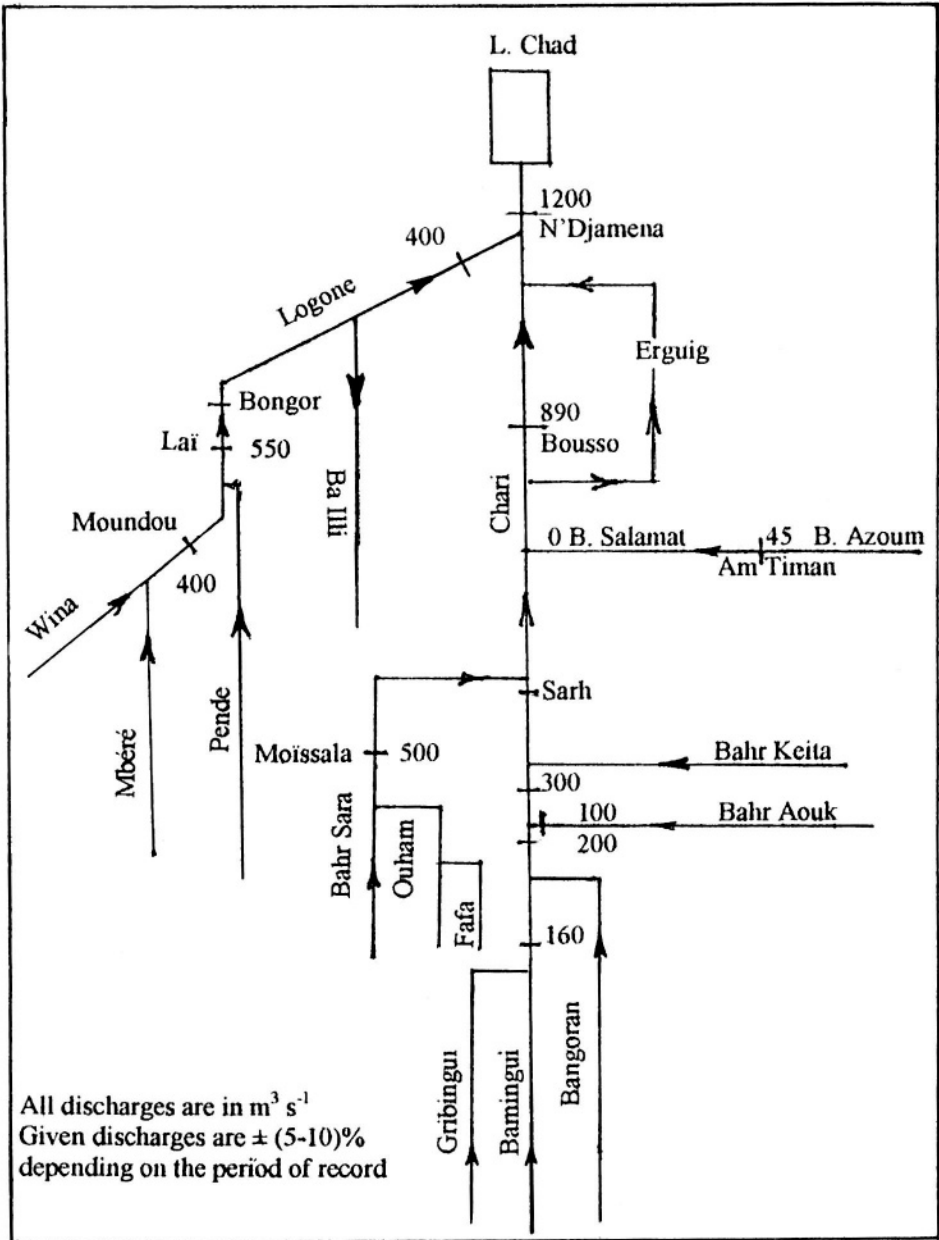 L. Chad
1200
N'Djamena
400
Logone
Erguig
Bongor
890
Bousso
Laï
550
Ba Illi
Chari
Moundou
400
0 B. Salamat
45
B. Azoum
Am Timan
Wina
Sarh
Mbéré
Pende
Moïssala
500
Bahr Keita
300
100
Bahr Aouk
200
Bahr Sara
Ouham
Fafa
160
Gribingui
Bamingui
Bangoran
All discharges are in m³ s⁻¹
Given discharges are ± (5-10)%
depending on the period of record